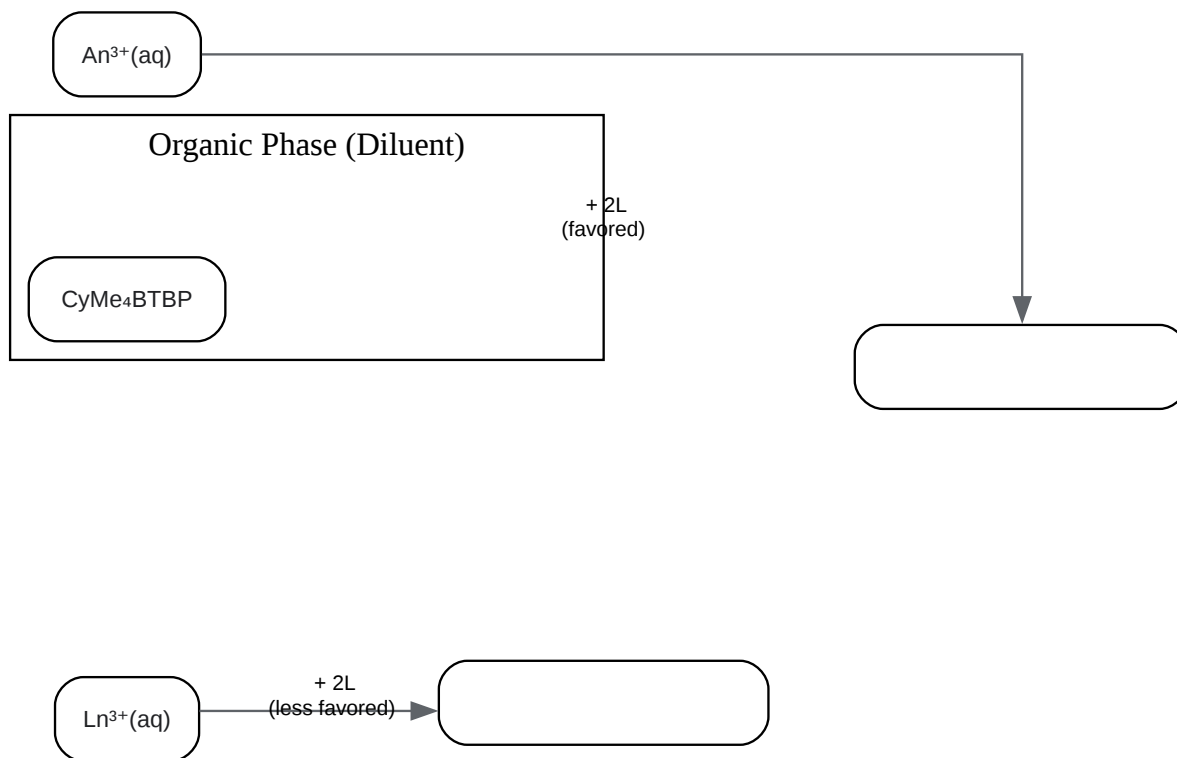 An³⁺(aq)
Organic Phase (Diluent)
+ 2L
(favored)
CyMe₄BTBP
+ 2L
(less favored)
Ln³⁺(aq)